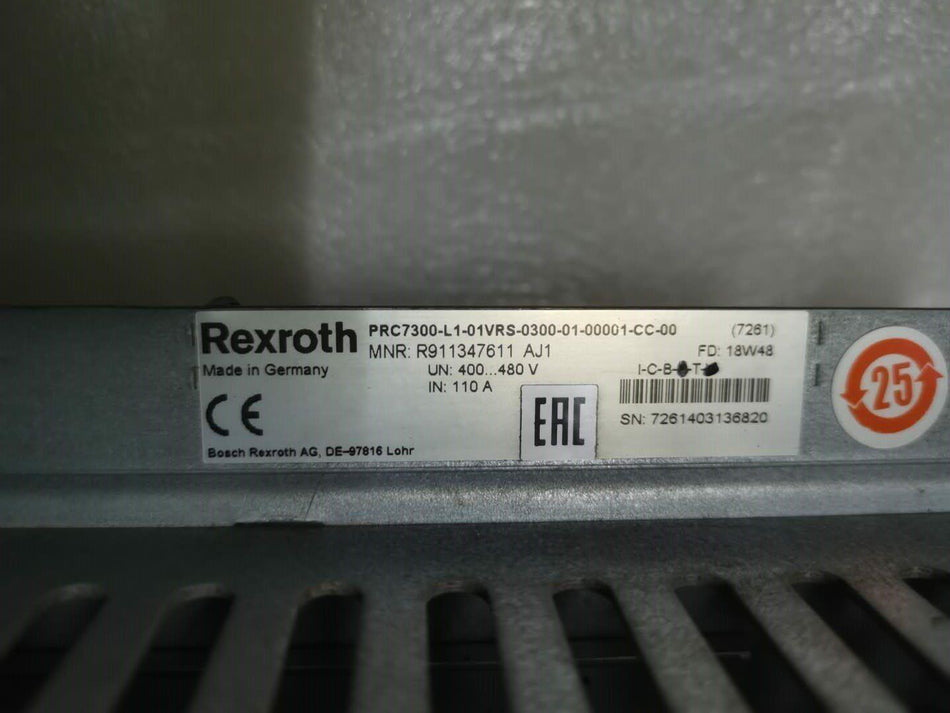 Rexroth
PRC7300-L1-01VRS-0300-01-00001-CC-00 (7261)
MNR: R911347611 AJ1
FD: 18W48
Made in Germany
UN: 400...480 V
I-C-B-
T-
IN: 110 A
CE
EAC
SN: 7261403136820
Bosch Rexroth AG, DE-97816 Lohr
25